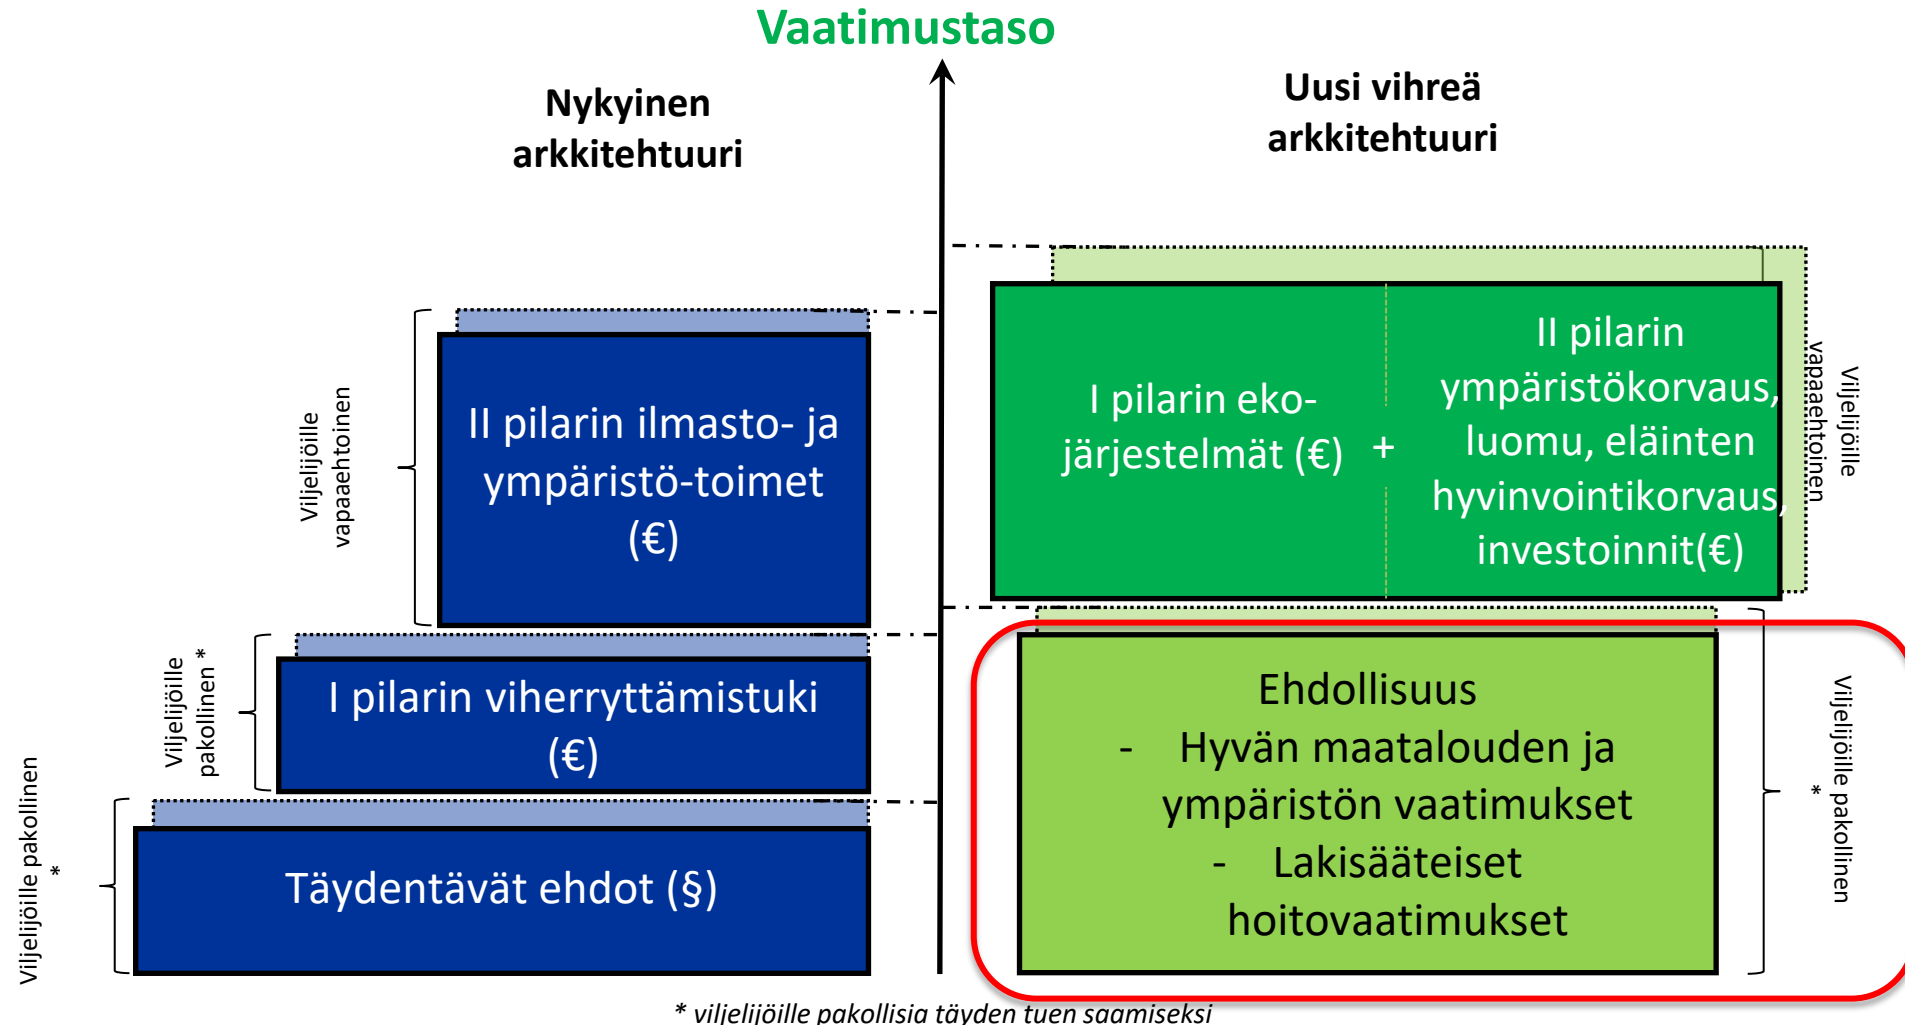 Vaatimustaso
Nykyinen
arkkitehtuuri
Uusi vihreä
arkkitehtuuri
Viljelijöille
vapaaehtoinen
II pilarin ilmasto- ja
ympäristö-toimet
(€)
Viljelijöille
pakollinen *
I pilarin viherryttämistuki
(€)
Viljelijöille pakollinen
*
Täydentävät ehdot (§)
I pilarin eko-
järjestelmät (€)
+
II pilarin
ympäristökorvaus,
luomu, eläinten
hyvinvointikorvaus,
investoinnit(€)
Viljelijöille
vapaaehtoinen
Ehdollisuus
- Hyvän maatalouden ja
ympäristön vaatimukset
- Lakisääteiset
hoitovaatimukset
Viljelijöille pakollinen
*
* viljelijöille pakollisia täyden tuen saamiseksi